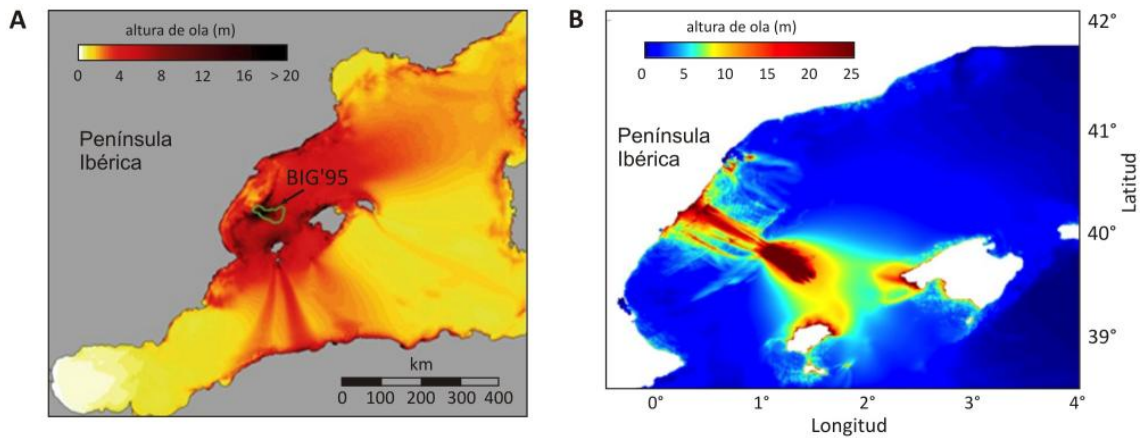 A
altura de ola (m)
0 4 8 12 16 > 20
Península
Ibérica
BIG'95
km
0 100 200 300 400
B
altura de ola (m)
0 5 10 15 20 25
Península
Ibérica
42°
41°
40°
39°
Latitud
0° 1° 2° 3° 4°
Longitud